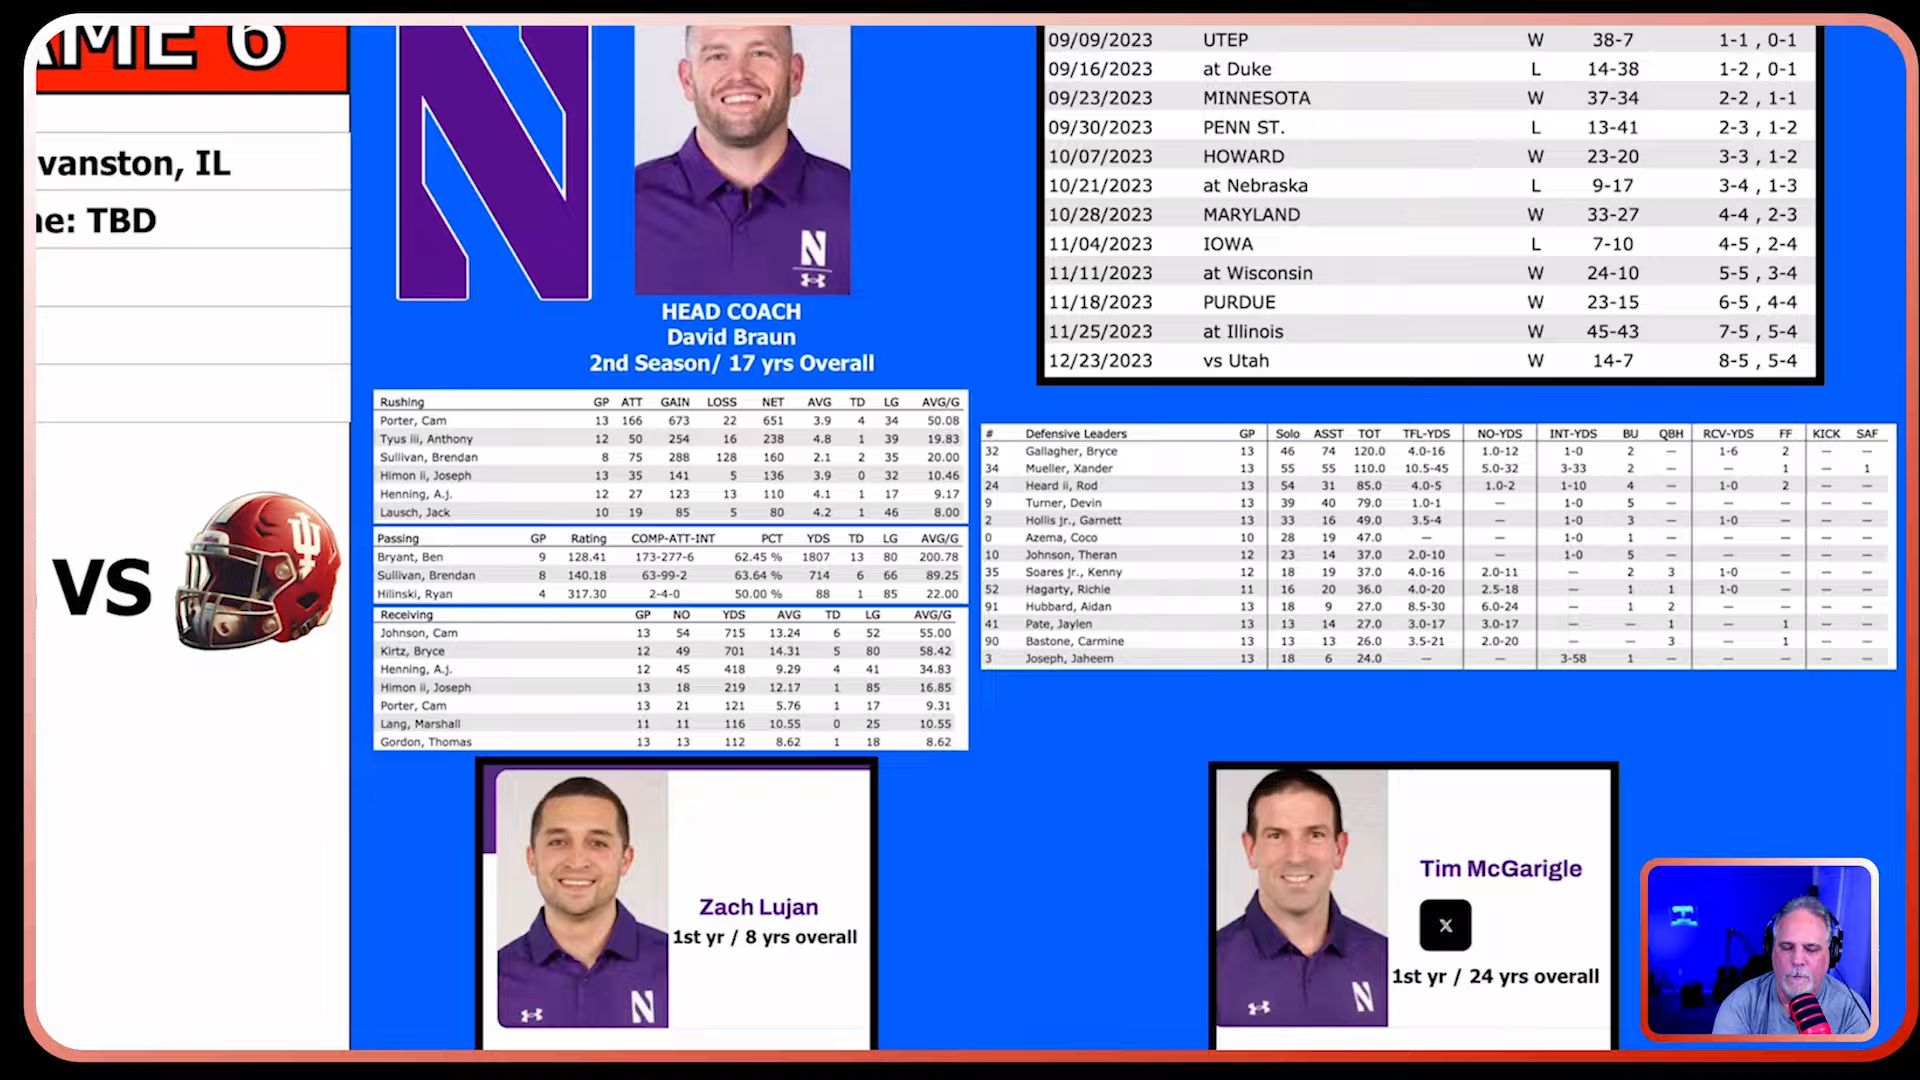 AME 6
vanston, IL
ne: TBD
VS
N
HEAD COACH
David Braun
2nd Season/ 17 yrs Overall
09/09/2023 UTEP W 38-7 1-1 , 0-1
09/16/2023 at Duke L 14-38 1-2 , 0-1
09/23/2023 MINNESOTA W 37-34 2-2 , 1-1
09/30/2023 PENN ST. L 13-41 2-3 , 1-2
10/07/2023 HOWARD W 23-20 3-3 , 1-2
10/21/2023 at Nebraska L 9-17 3-4 , 1-3
10/28/2023 MARYLAND W 33-27 4-4 , 2-3
11/04/2023 IOWA L 7-10 4-5 , 2-4
11/11/2023 at Wisconsin W 24-10 5-5 , 3-4
11/18/2023 PURDUE W 23-15 6-5 , 4-4
11/25/2023 at Illinois W 45-43 7-5 , 5-4
12/23/2023 vs Utah W 14-7 8-5 , 5-4
Rushing GP ATT GAIN LOSS NET AVG TD LG AVG/G
Porter, Cam 13 166 673 22 651 3.9 4 34 50.08
Tyus iii, Anthony 12 50 254 16 238 4.8 1 39 19.83
Sullivan, Brendan 8 75 288 128 160 2.1 2 35 20.00
Himon ii, Joseph 13 35 141 5 136 3.9 0 32 10.46
Henning, A.j. 12 27 123 13 110 4.1 1 17 9.17
Lausch, Jack 10 19 85 5 80 4.2 1 46 8.00
Passing GP Rating COMP-ATT-INT PCT YDS TD LG AVG/G
Bryant, Ben 9 128.41 173-277-6 62.45 % 1807 13 80 200.78
Sullivan, Brendan 8 140.18 63-99-2 63.64 % 714 6 66 89.25
Hilinski, Ryan 4 317.30 2-4-0 50.00 % 88 1 85 22.00
Receiving GP NO YDS AVG TD LG AVG/G
Johnson, Cam 13 54 715 13.24 6 52 55.00
Kirtz, Bryce 12 49 701 14.31 5 80 58.42
Henning, A.j. 12 45 418 9.29 4 41 34.83
Himon ii, Joseph 13 18 219 12.17 1 85 16.85
Porter, Cam 13 21 121 5.76 1 17 9.31
Lang, Marshall 11 11 116 10.55 0 25 10.55
Gordon, Thomas 13 13 112 8.62 1 18 8.62
# Defensive Leaders GP Solo ASST TOT TFL-YDS NO-YDS INT-YDS BU QBH RCV-YDS FF KICK SAF
32 Gallagher, Bryce 13 46 74 120.0 4.0-16 1.0-12 1-0 2 — 1-6 2 — —
34 Mueller, Xander 13 55 55 110.0 10.5-45 5.0-32 3-33 2 — — 1 — 1
24 Heard ii, Rod 13 54 31 85.0 4.0-5 1.0-2 1-10 4 — 1-0 2 — —
9 Turner, Devin 13 39 40 79.0 1.0-1 — 1-0 5 — — — — —
2 Hollis jr., Garnett 13 33 16 49.0 3.5-4 — 1-0 3 — 1-0 — — —
0 Azema, Coco 10 28 19 47.0 — — 1-0 1 — — — — —
10 Johnson, Theran 12 23 14 37.0 2.0-10 — 1-0 5 — — — — —
35 Soares jr., Kenny 12 18 19 37.0 4.0-16 2.0-11 — 2 3 1-0 — — —
52 Hagarty, Richie 11 16 20 36.0 4.0-20 2.5-18 — 1 1 1-0 — — —
91 Hubbard, Aidan 13 18 9 27.0 8.5-30 6.0-24 — 1 2 — — — —
41 Pate, Jaylen 13 13 14 27.0 3.0-17 3.0-17 — — 1 — 1 — —
90 Bastone, Carmine 13 13 13 26.0 3.5-21 2.0-20 — — 3 — 1 — —
3 Joseph, Jaheem 13 18 6 24.0 — — 3-58 1 — — — — —
Zach Lujan
1st yr / 8 yrs overall
Tim McGarigle
X
1st yr / 24 yrs overall